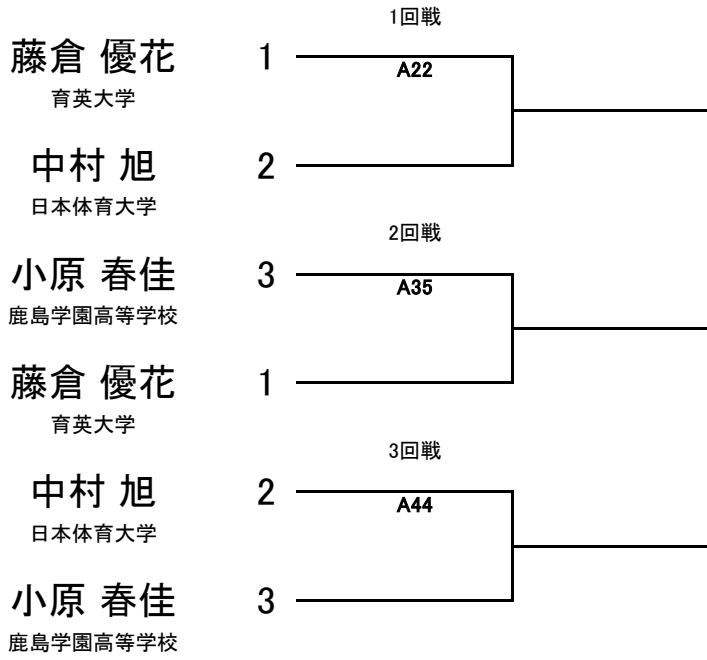 1回戦
藤倉 優花 1
A22
育英大学
中村 旭 2
日本体育大学
2回戦
小原 春佳 3
A35
鹿島学園高等学校
藤倉 優花 1
育英大学
3回戦
中村 旭 2
A44
日本体育大学
小原 春佳 3
鹿島学園高等学校